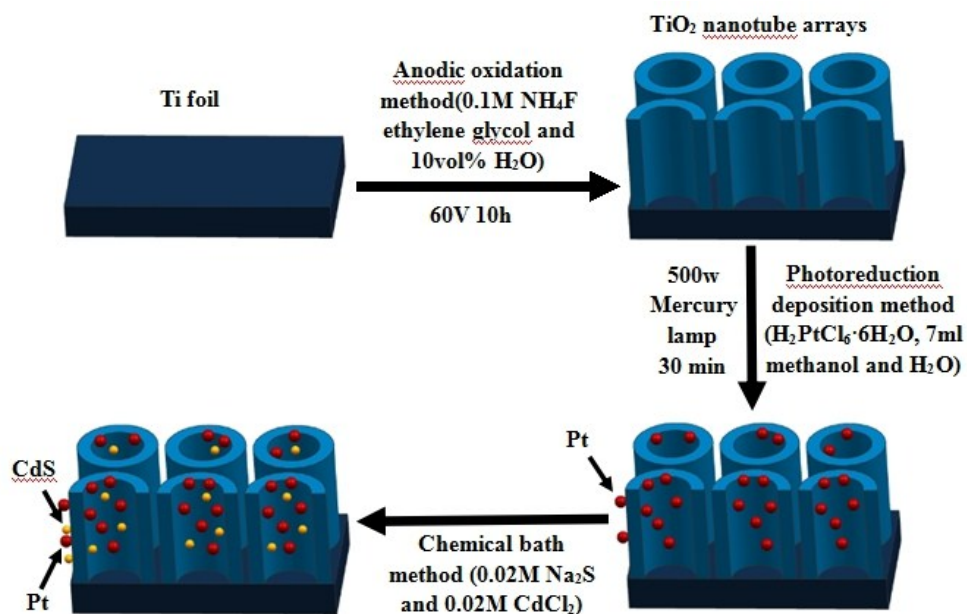 Ti foil
Anodic oxidation
method(0.1M NH₄F
ethylene glycol and
10vol% H₂O)
60V 10h
TiO₂ nanotube arrays
500w
Mercury
lamp
30 min
Photoreduction
deposition method
(H₂PtCl₆·6H₂O, 7ml
methanol and H₂O)
Pt
Chemical bath
method (0.02M Na₂S
and 0.02M CdCl₂)
CdS
Pt